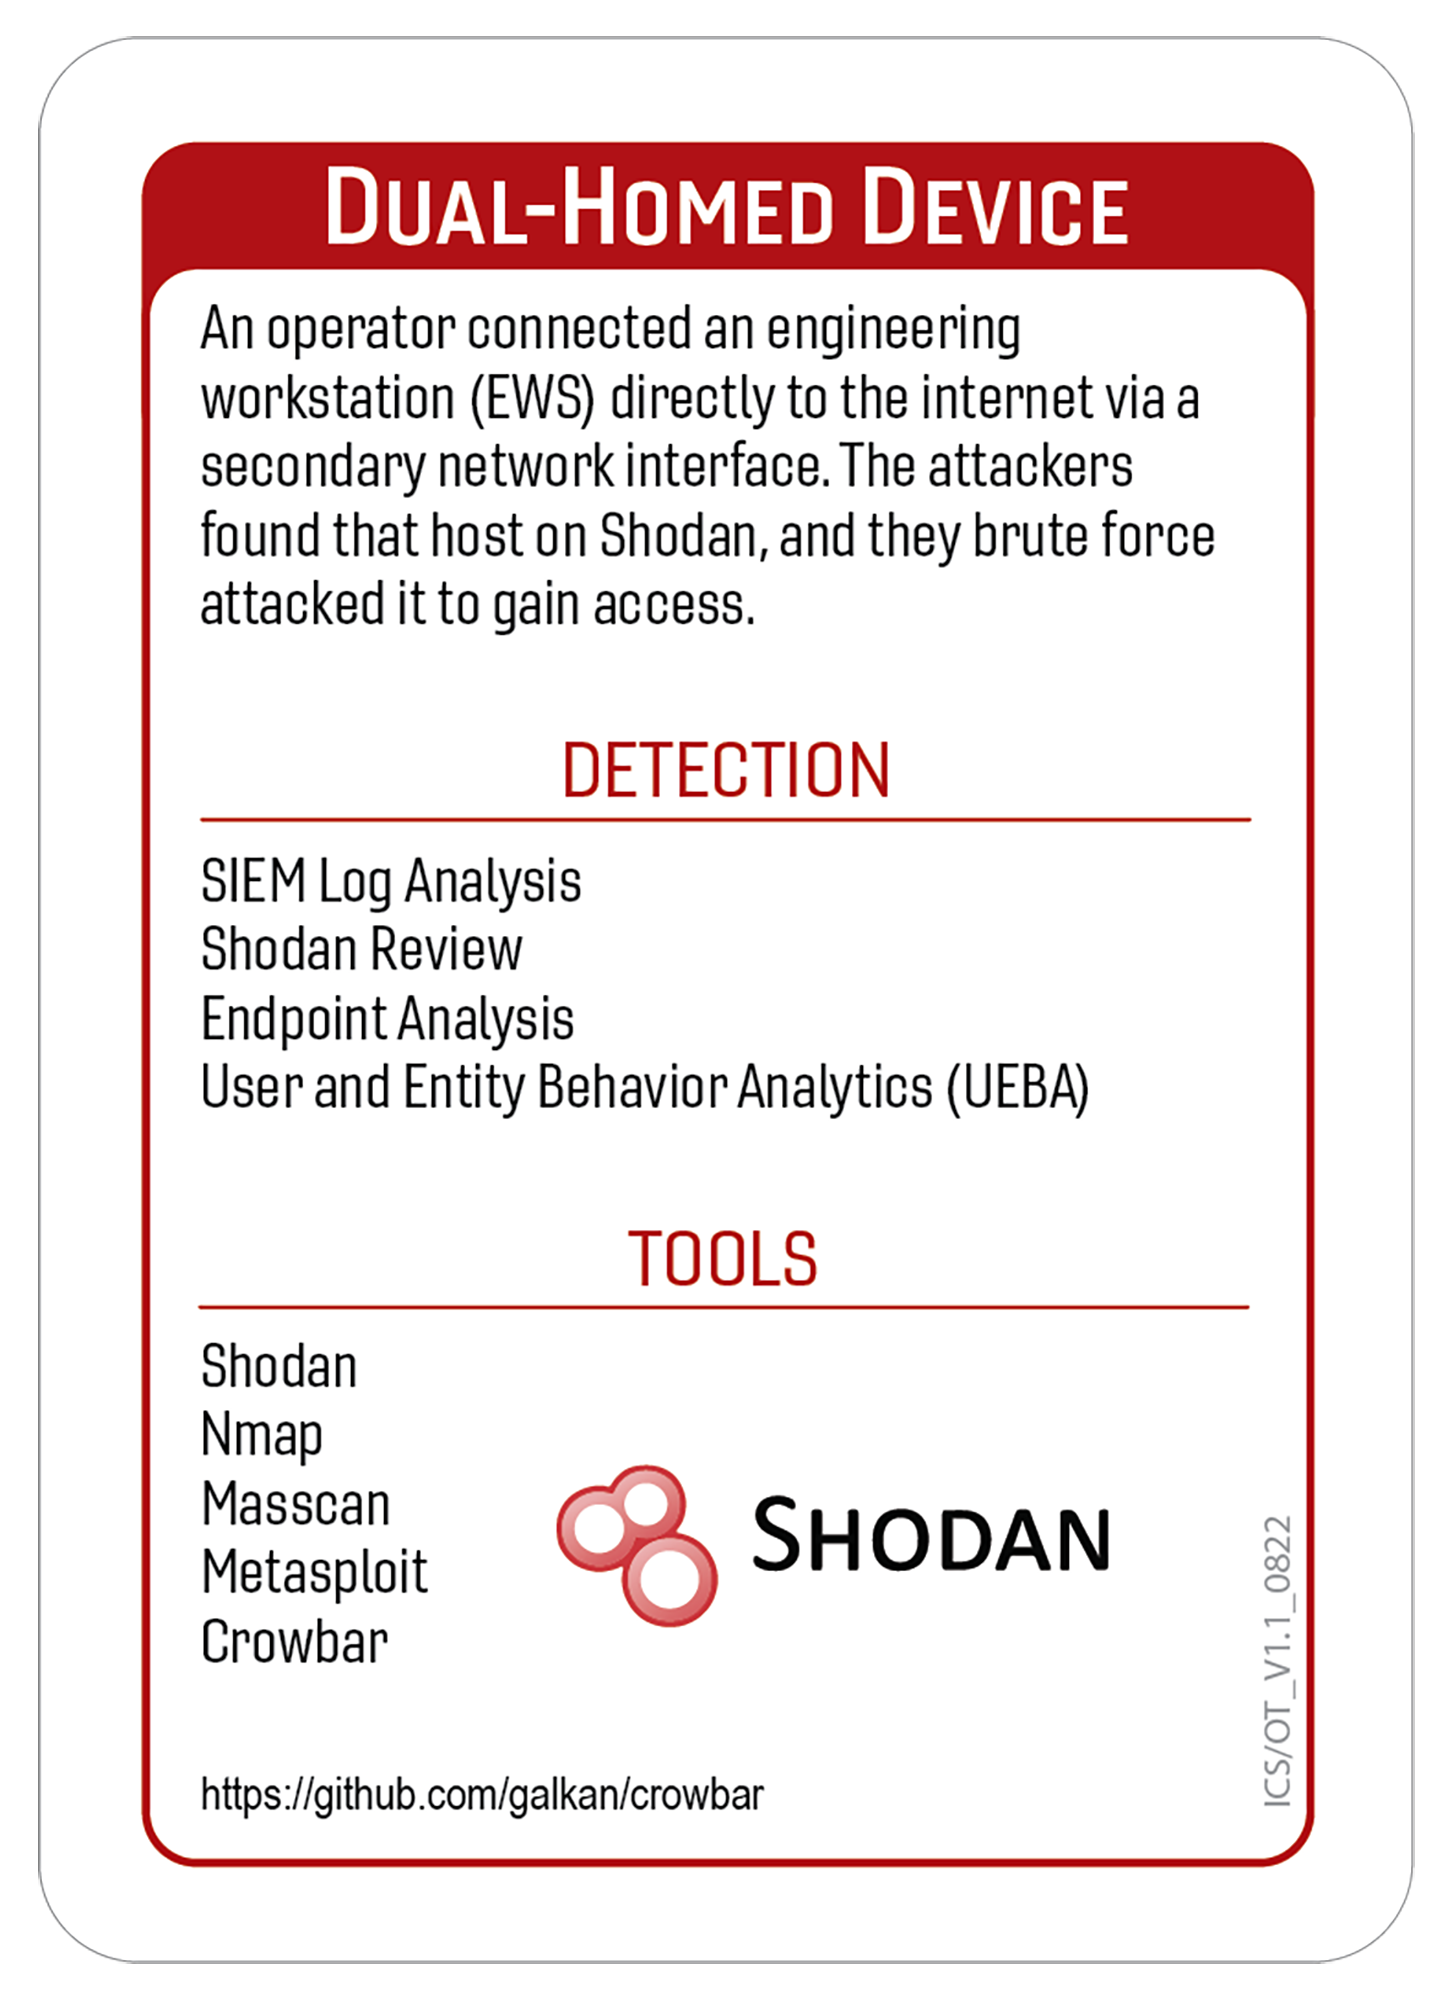 DUAL-HOMED DEVICE
An operator connected an engineering
workstation (EWS) directly to the internet via a
secondary network interface. The attackers
found that host on Shodan, and they brute force
attacked it to gain access.
DETECTION
SIEM Log Analysis
Shodan Review
Endpoint Analysis
User and Entity Behavior Analytics (UEBA)
TOOLS
Shodan
Nmap
Masscan
Metasploit
Crowbar
SHODAN
https://github.com/galkan/crowbar
ICS/OT_V1.1_0822